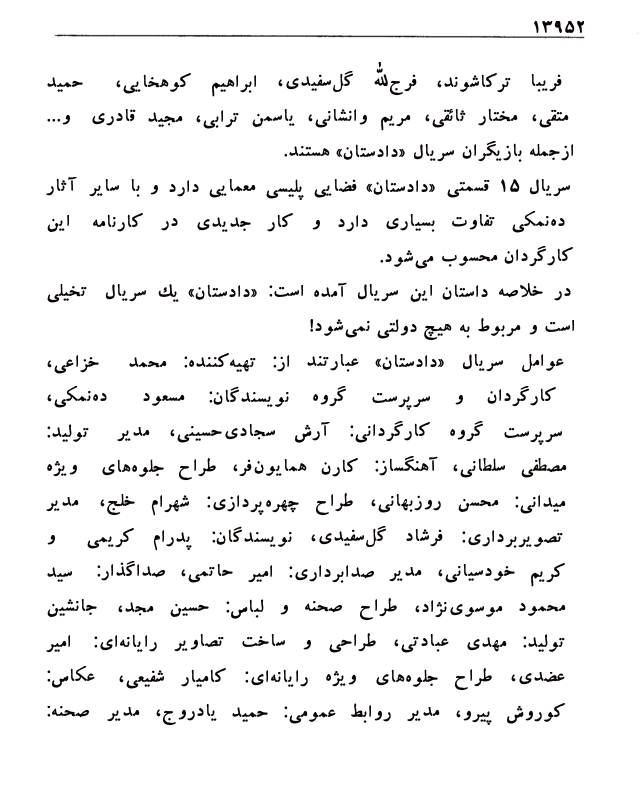 ۱۳۹۵۲
فریبا ترکاشوند، فرج‌الله گل‌سفیدی، ابراهیم کوهخایی، حمید
متقی، مختار ثائقی، مریم وانشانی، یاسمن ترابی، مجید قادری و...
ازجمله بازیگران سریال «دادستان» هستند.
سریال ۱۵ قسمتی «دادستان» فضایی پلیسی معمایی دارد و با سایر آثار
ده‌نمکی تفاوت بسیاری دارد و کار جدیدی در کارنامه این
کارگردان محسوب می‌شود.
در خلاصه داستان این سریال آمده است: «دادستان» یك سریال تخیلی
است و مربوط به هیچ دولتی نمی‌شود!
عوامل سریال «دادستان» عبارتند از: تهیه‌کننده: محمد خزاعی،
کارگردان و سرپرست گروه نویسندگان: مسعود ده‌نمکی،
سرپرست گروه کارگردانی: آرش سجادی‌حسینی، مدیر تولید:
مصطفی سلطانی، آهنگساز: کارن همایون‌فر، طراح جلوه‌های ویژه
میدانی: محسن روزبهانی، طراح چهره‌پردازی: شهرام خلج، مدیر
تصویربرداری: فرشاد گل‌سفیدی، نویسندگان: پدرام کریمی و
کریم خودسیانی، مدیر صدابرداری: امیر حاتمی، صداگذار: سید
محمود موسوی‌نژاد، طراح صحنه و لباس: حسین مجد، جانشین
تولید: مهدی عبادتی، طراحی و ساخت تصاویر رایانه‌ای: امیر
عضدی، طراح جلوه‌های ویژه رایانه‌ای: کامیار شفیعی، عکاس:
کوروش پیرو، مدیر روابط عمومی: حمید یادروج، مدیر صحنه: